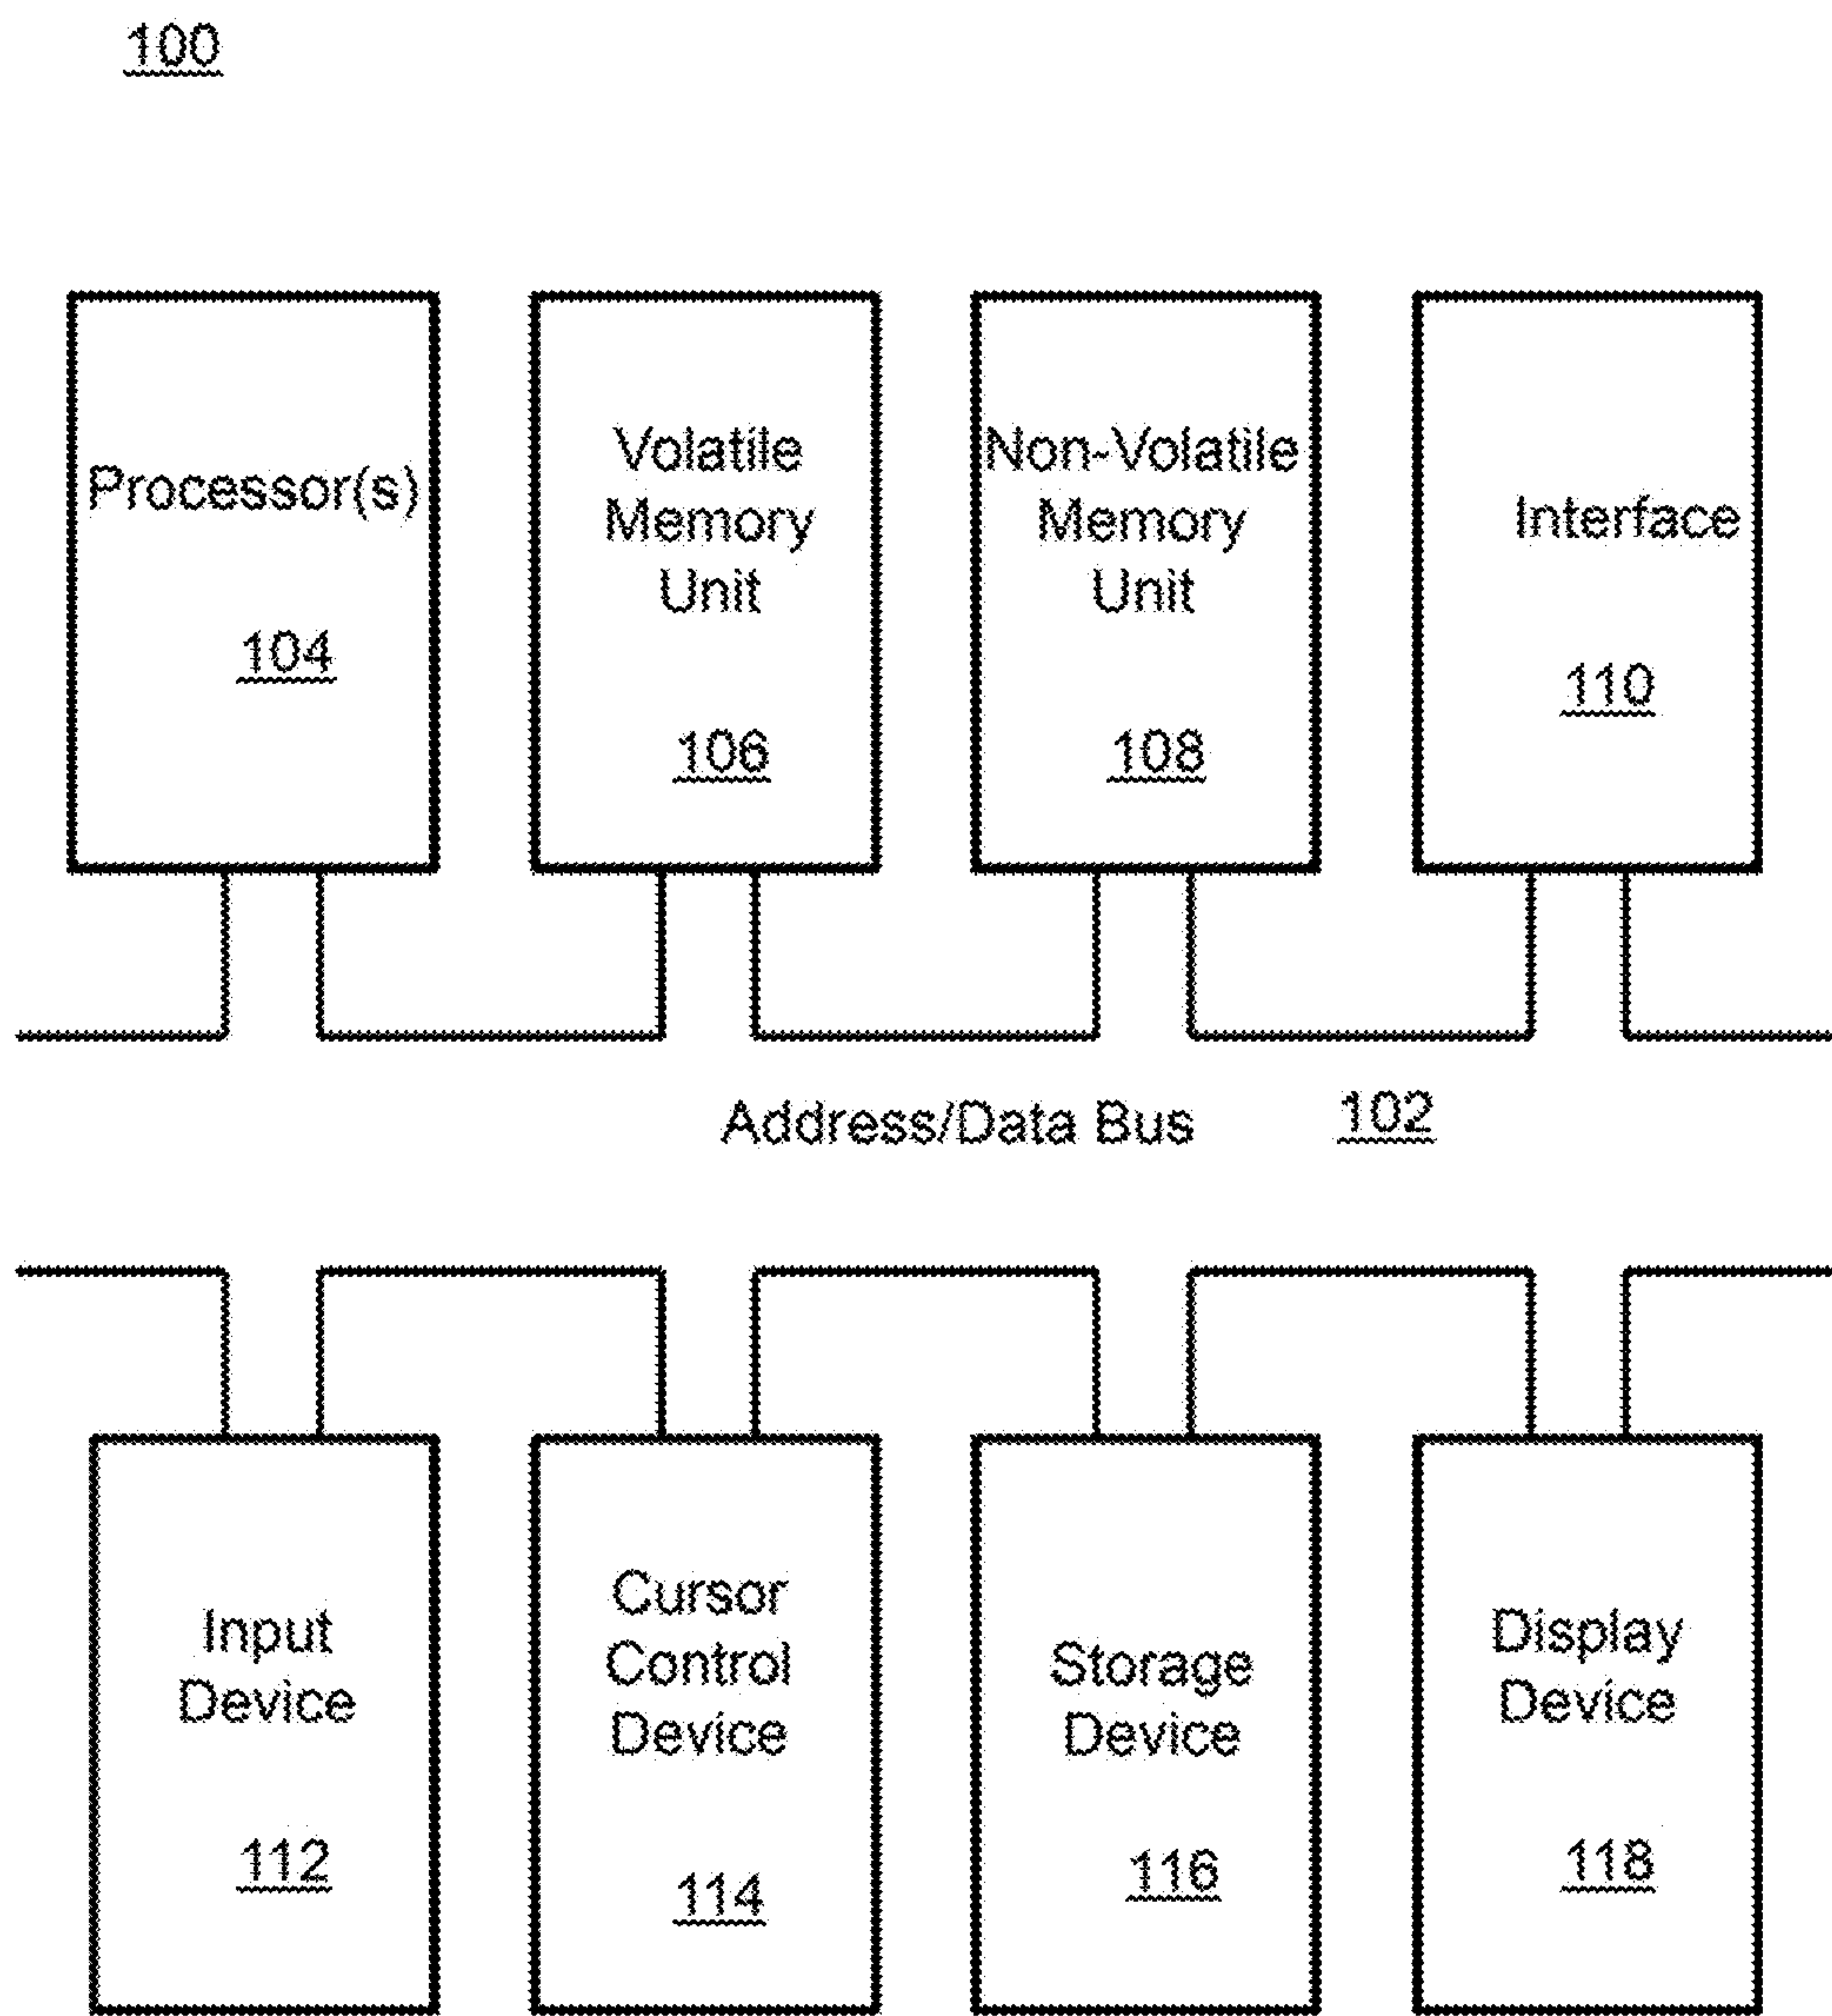 100
Processor(s)
104
Volatile
Memory
Unit
106
Non-Volatile
Memory
Unit
108
Interface
110
Address/Data Bus 102
Input
Device
112
Cursor
Control
Device
114
Storage
Device
116
Display
Device
118